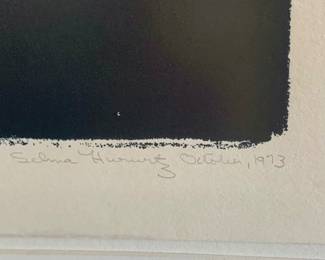 Selma Hurwitz October, 1973